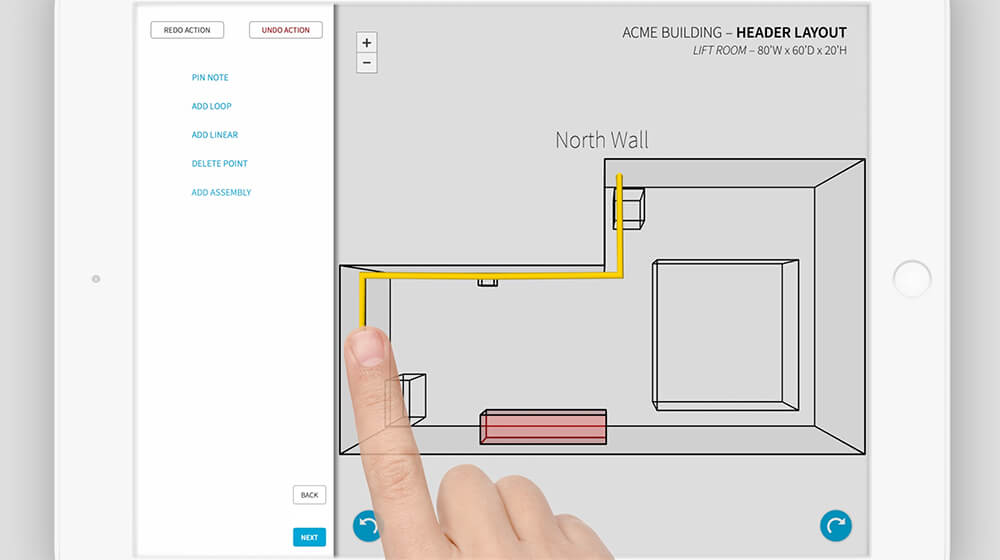 REDO ACTION
UNDO ACTION
PIN NOTE
ADD LOOP
ADD LINEAR
DELETE POINT
ADD ASSEMBLY
BACK
NEXT
+
−
ACME BUILDING – HEADER LAYOUT
LIFT ROOM – 80'W x 60'D x 20'H
North Wall